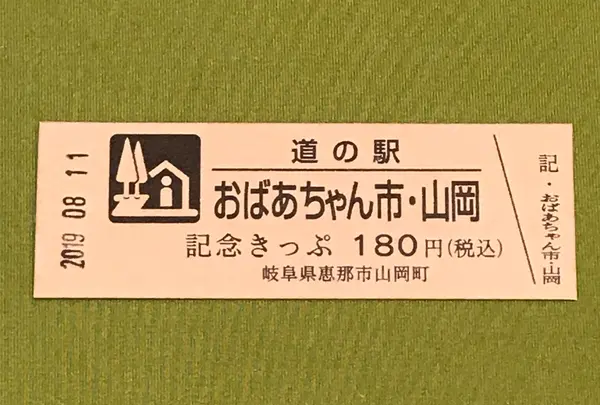 2019 08 11
道の駅
おばあちゃん市・山岡
記念きっぷ 180円(税込)
岐阜県恵那市山岡町
記・おばあちゃん市・山岡